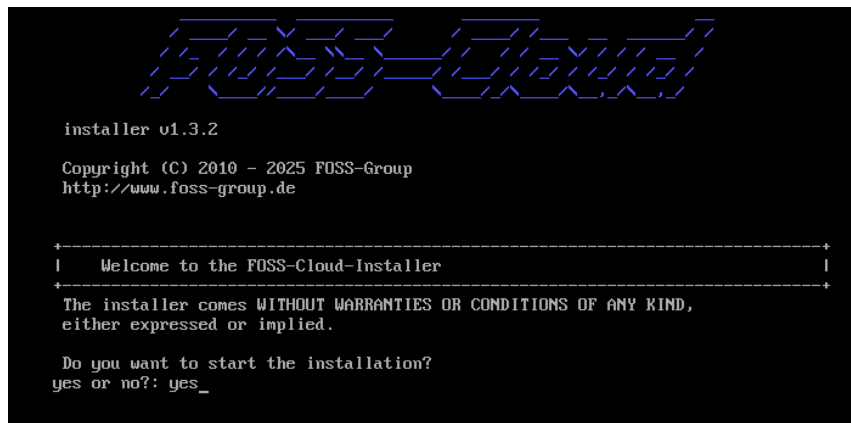 FOSS-Cloud
installer v1.3.2
Copyright (C) 2010 - 2025 FOSS-Group
http://www.foss-group.de
Welcome to the FOSS-Cloud-Installer
The installer comes WITHOUT WARRANTIES OR CONDITIONS OF ANY KIND,
either expressed or implied.
Do you want to start the installation?
yes or no?: yes_